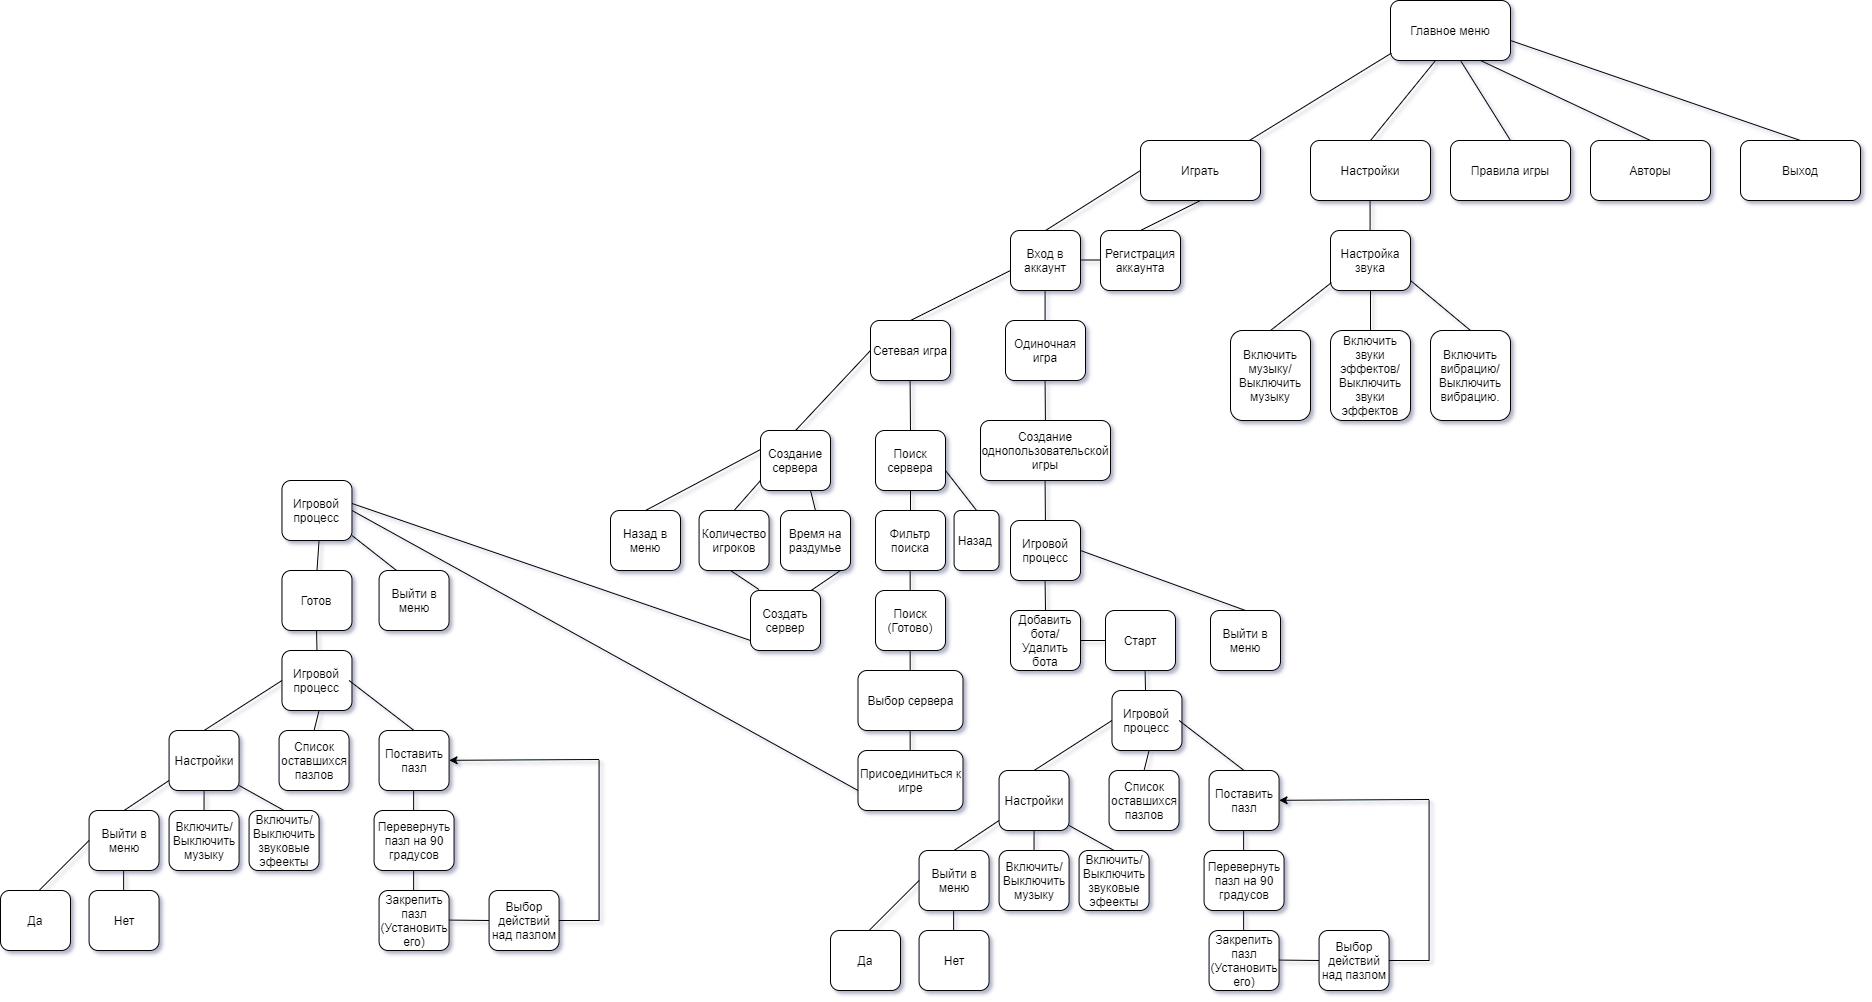 Главное меню
Играть
Настройки
Правила игры
Авторы
Выход
Вход в
аккаунт
Регистрация
аккаунта
Настройка
звука
Сетевая игра
Одиночная
игра
Включить
музыку/
Выключить
музыку
Включить
звуки
эффектов/
Выключить
звуки
эффектов
Включить
вибрацию/
Выключить
вибрацию.
Создание
сервера
Поиск
сервера
Создание
однопользовательской
игры
Игровой
процесс
Назад в
меню
Количество
игроков
Время на
раздумье
Фильтр
поиска
Назад
Игровой
процесс
Готов
Выйти в
меню
Создать
сервер
Поиск
(Готово)
Добавить
бота/
Удалить
бота
Старт
Выйти в
меню
Игровой
процесс
Выбор сервера
Игровой
процесс
Настройки
Список
оставшихся
пазлов
Поставить
пазл
Присоединиться к
игре
Настройки
Список
оставшихся
пазлов
Поставить
пазл
Выйти в
меню
Включить/
Выключить
музыку
Включить/
Выключить
звуковые
эфеекты
Перевернуть
пазл на 90
градусов
Выйти в
меню
Включить/
Выключить
музыку
Включить/
Выключить
звуковые
эфеекты
Перевернуть
пазл на 90
градусов
Да
Нет
Закрепить
пазл
(Установить
его)
Выбор
действий
над пазлом
Да
Нет
Закрепить
пазл
(Установить
его)
Выбор
действий
над пазлом